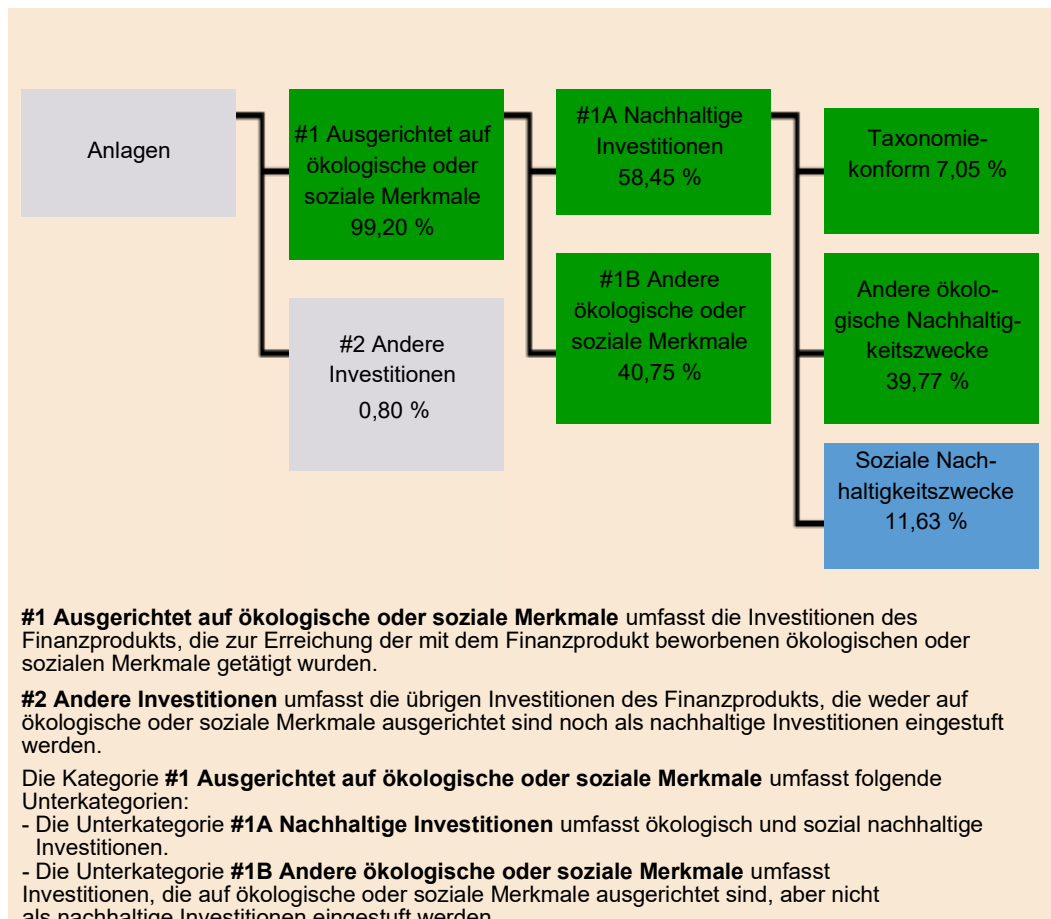 Anlagen
#1 Ausgerichtet auf
ökologische oder
soziale Merkmale
99,20 %
#2 Andere
Investitionen
0,80 %
#1A Nachhaltige
Investitionen
58,45 %
#1B Andere
ökologische oder
soziale Merkmale
40,75 %
Taxonomie-
konform 7,05 %
Andere ökolo-
gische Nachhaltig-
keitszwecke
39,77 %
Soziale Nach-
haltigkeitszwecke
11,63 %
#1 Ausgerichtet auf ökologische oder soziale Merkmale umfasst die Investitionen des
Finanzprodukts, die zur Erreichung der mit dem Finanzprodukt beworbenen ökologischen oder
sozialen Merkmale getätigt wurden.
#2 Andere Investitionen umfasst die übrigen Investitionen des Finanzprodukts, die weder auf
ökologische oder soziale Merkmale ausgerichtet sind noch als nachhaltige Investitionen eingestuft
werden.
Die Kategorie #1 Ausgerichtet auf ökologische oder soziale Merkmale umfasst folgende
Unterkategorien:
- Die Unterkategorie #1A Nachhaltige Investitionen umfasst ökologisch und sozial nachhaltige
Investitionen.
- Die Unterkategorie #1B Andere ökologische oder soziale Merkmale umfasst
Investitionen, die auf ökologische oder soziale Merkmale ausgerichtet sind, aber nicht
als nachhaltige Investitionen eingestuft werden